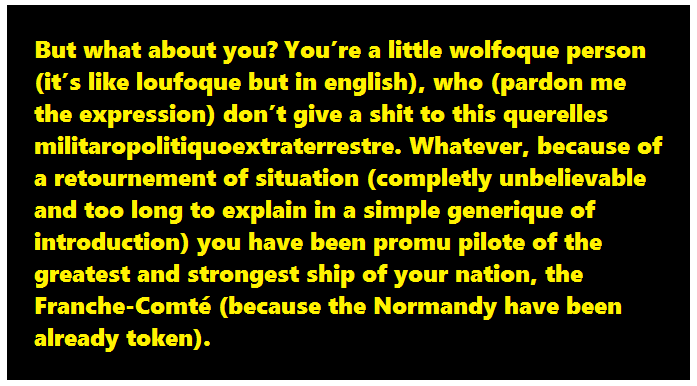 But what about you? You´re a little wolfoque person
(it´s like loufoque but in english), who (pardon me
the expression) don´t give a shit to this querelles
militaropolitiquoextraterrestre. Whatever, because of
a retournement of situation (completly unbelievable
and too long to explain in a simple generique of
introduction) you have been promu pilote of the
greatest and strongest ship of your nation, the
Franche-Comté (because the Normandy have been
already token).